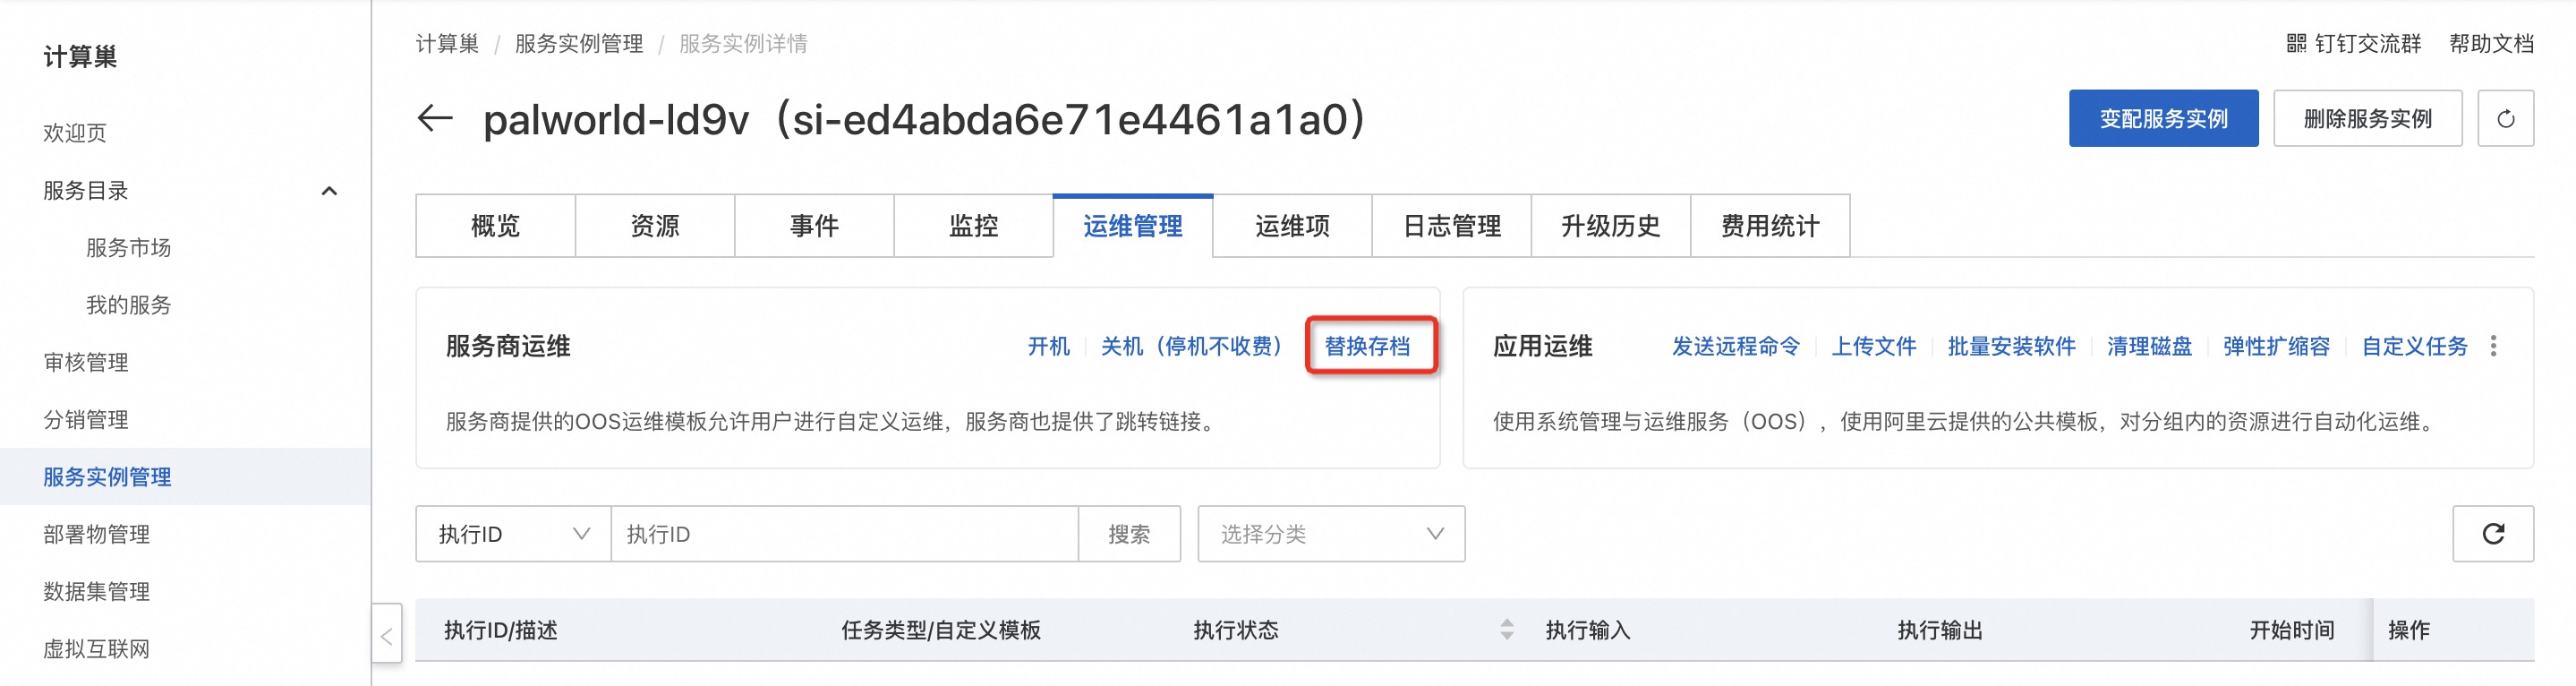 计算巢
欢迎页
服务目录
服务市场
我的服务
审核管理
分销管理
服务实例管理
部署物管理
数据集管理
虚拟互联网
计算巢 / 服务实例管理 / 服务实例详情
钉钉交流群 帮助文档
palworld-ld9v（si-ed4abda6e71e4461a1a0）
变配服务实例 删除服务实例
概览 资源 事件 监控 运维管理 运维项 日志管理 升级历史 费用统计
服务商运维 开机 关机（停机不收费） 替换存档
服务商提供的OOS运维模板允许用户进行自定义运维，服务商也提供了跳转链接。
应用运维 发送远程命令 上传文件 批量安装软件 清理磁盘 弹性扩缩容 自定义任务
使用系统管理与运维服务（OOS），使用阿里云提供的公共模板，对分组内的资源进行自动化运维。
执行ID 执行ID 搜索 选择分类
执行ID/描述 任务类型/自定义模板 执行状态 执行输入 执行输出 开始时间 操作